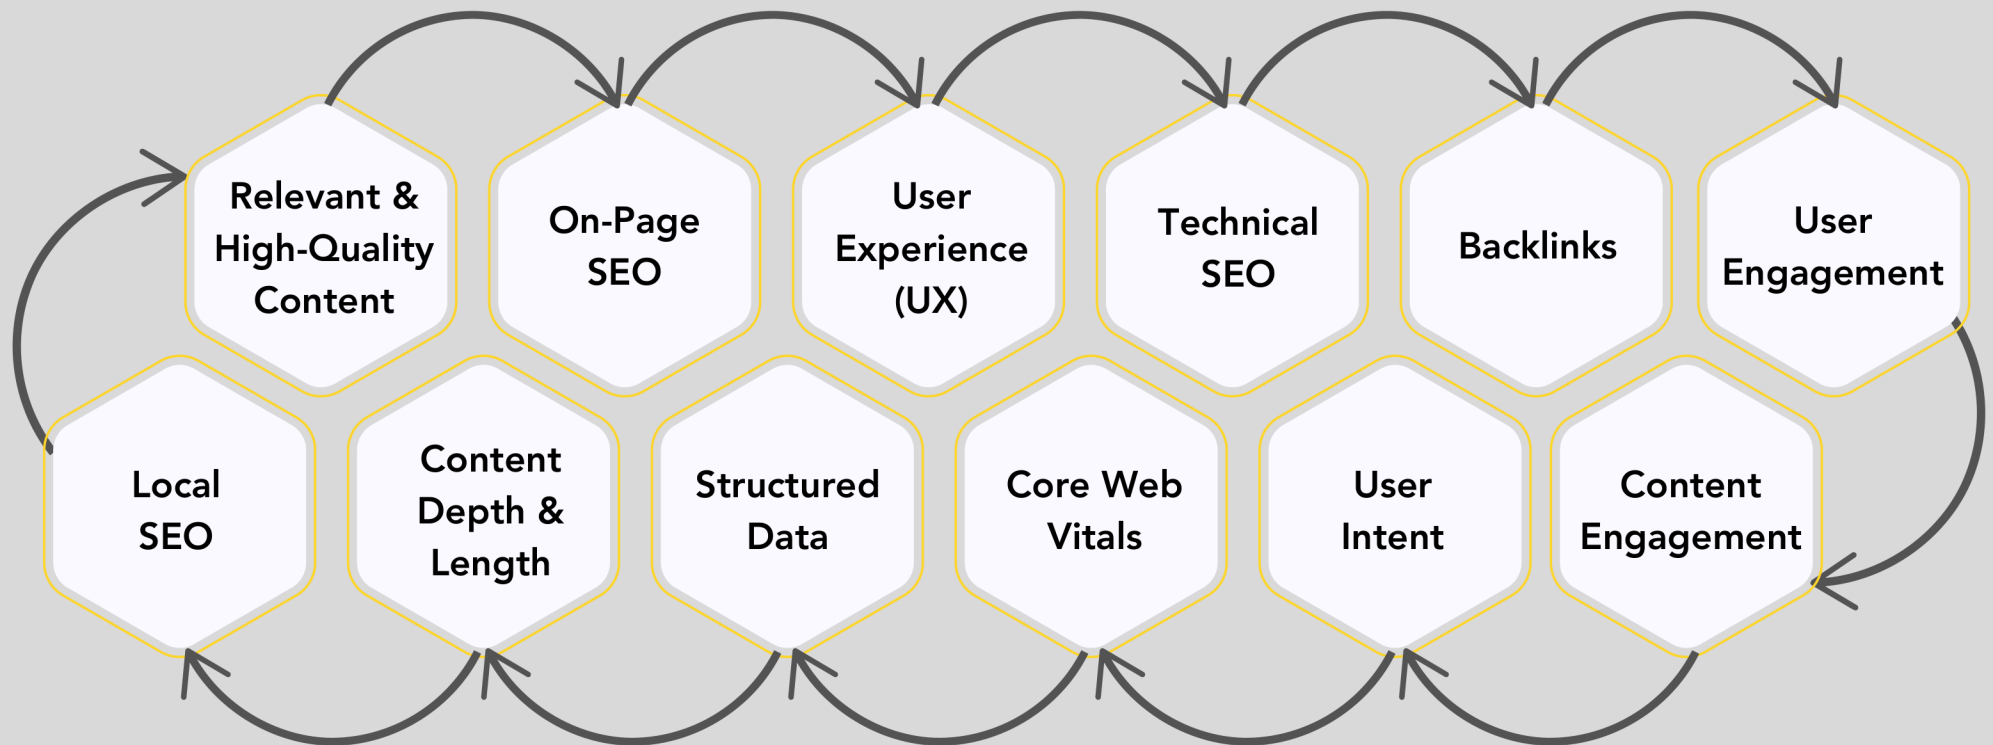 Relevant &
High-Quality
Content
On-Page
SEO
User
Experience
(UX)
Technical
SEO
Backlinks
User
Engagement
Local
SEO
Content
Depth &
Length
Structured
Data
Core Web
Vitals
User
Intent
Content
Engagement